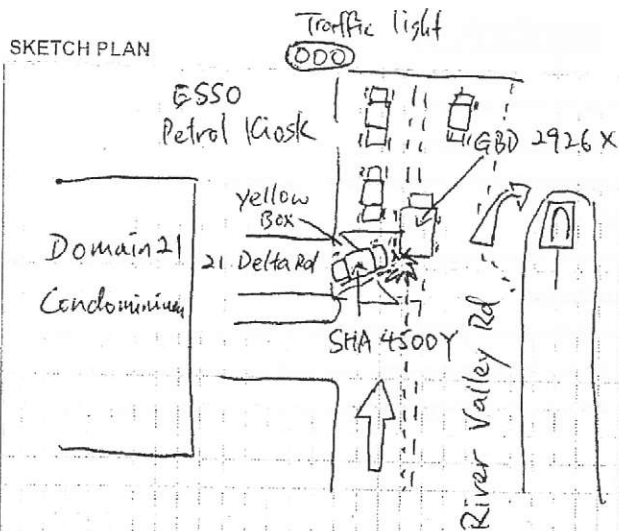 SKETCH PLAN
Traffic light
ESSO
Petrol Kiosk
GBD 2926 X
Yellow
Box
Domain 21
Condominium
21 Delta Rd
SHA 4500Y
River Valley Rd